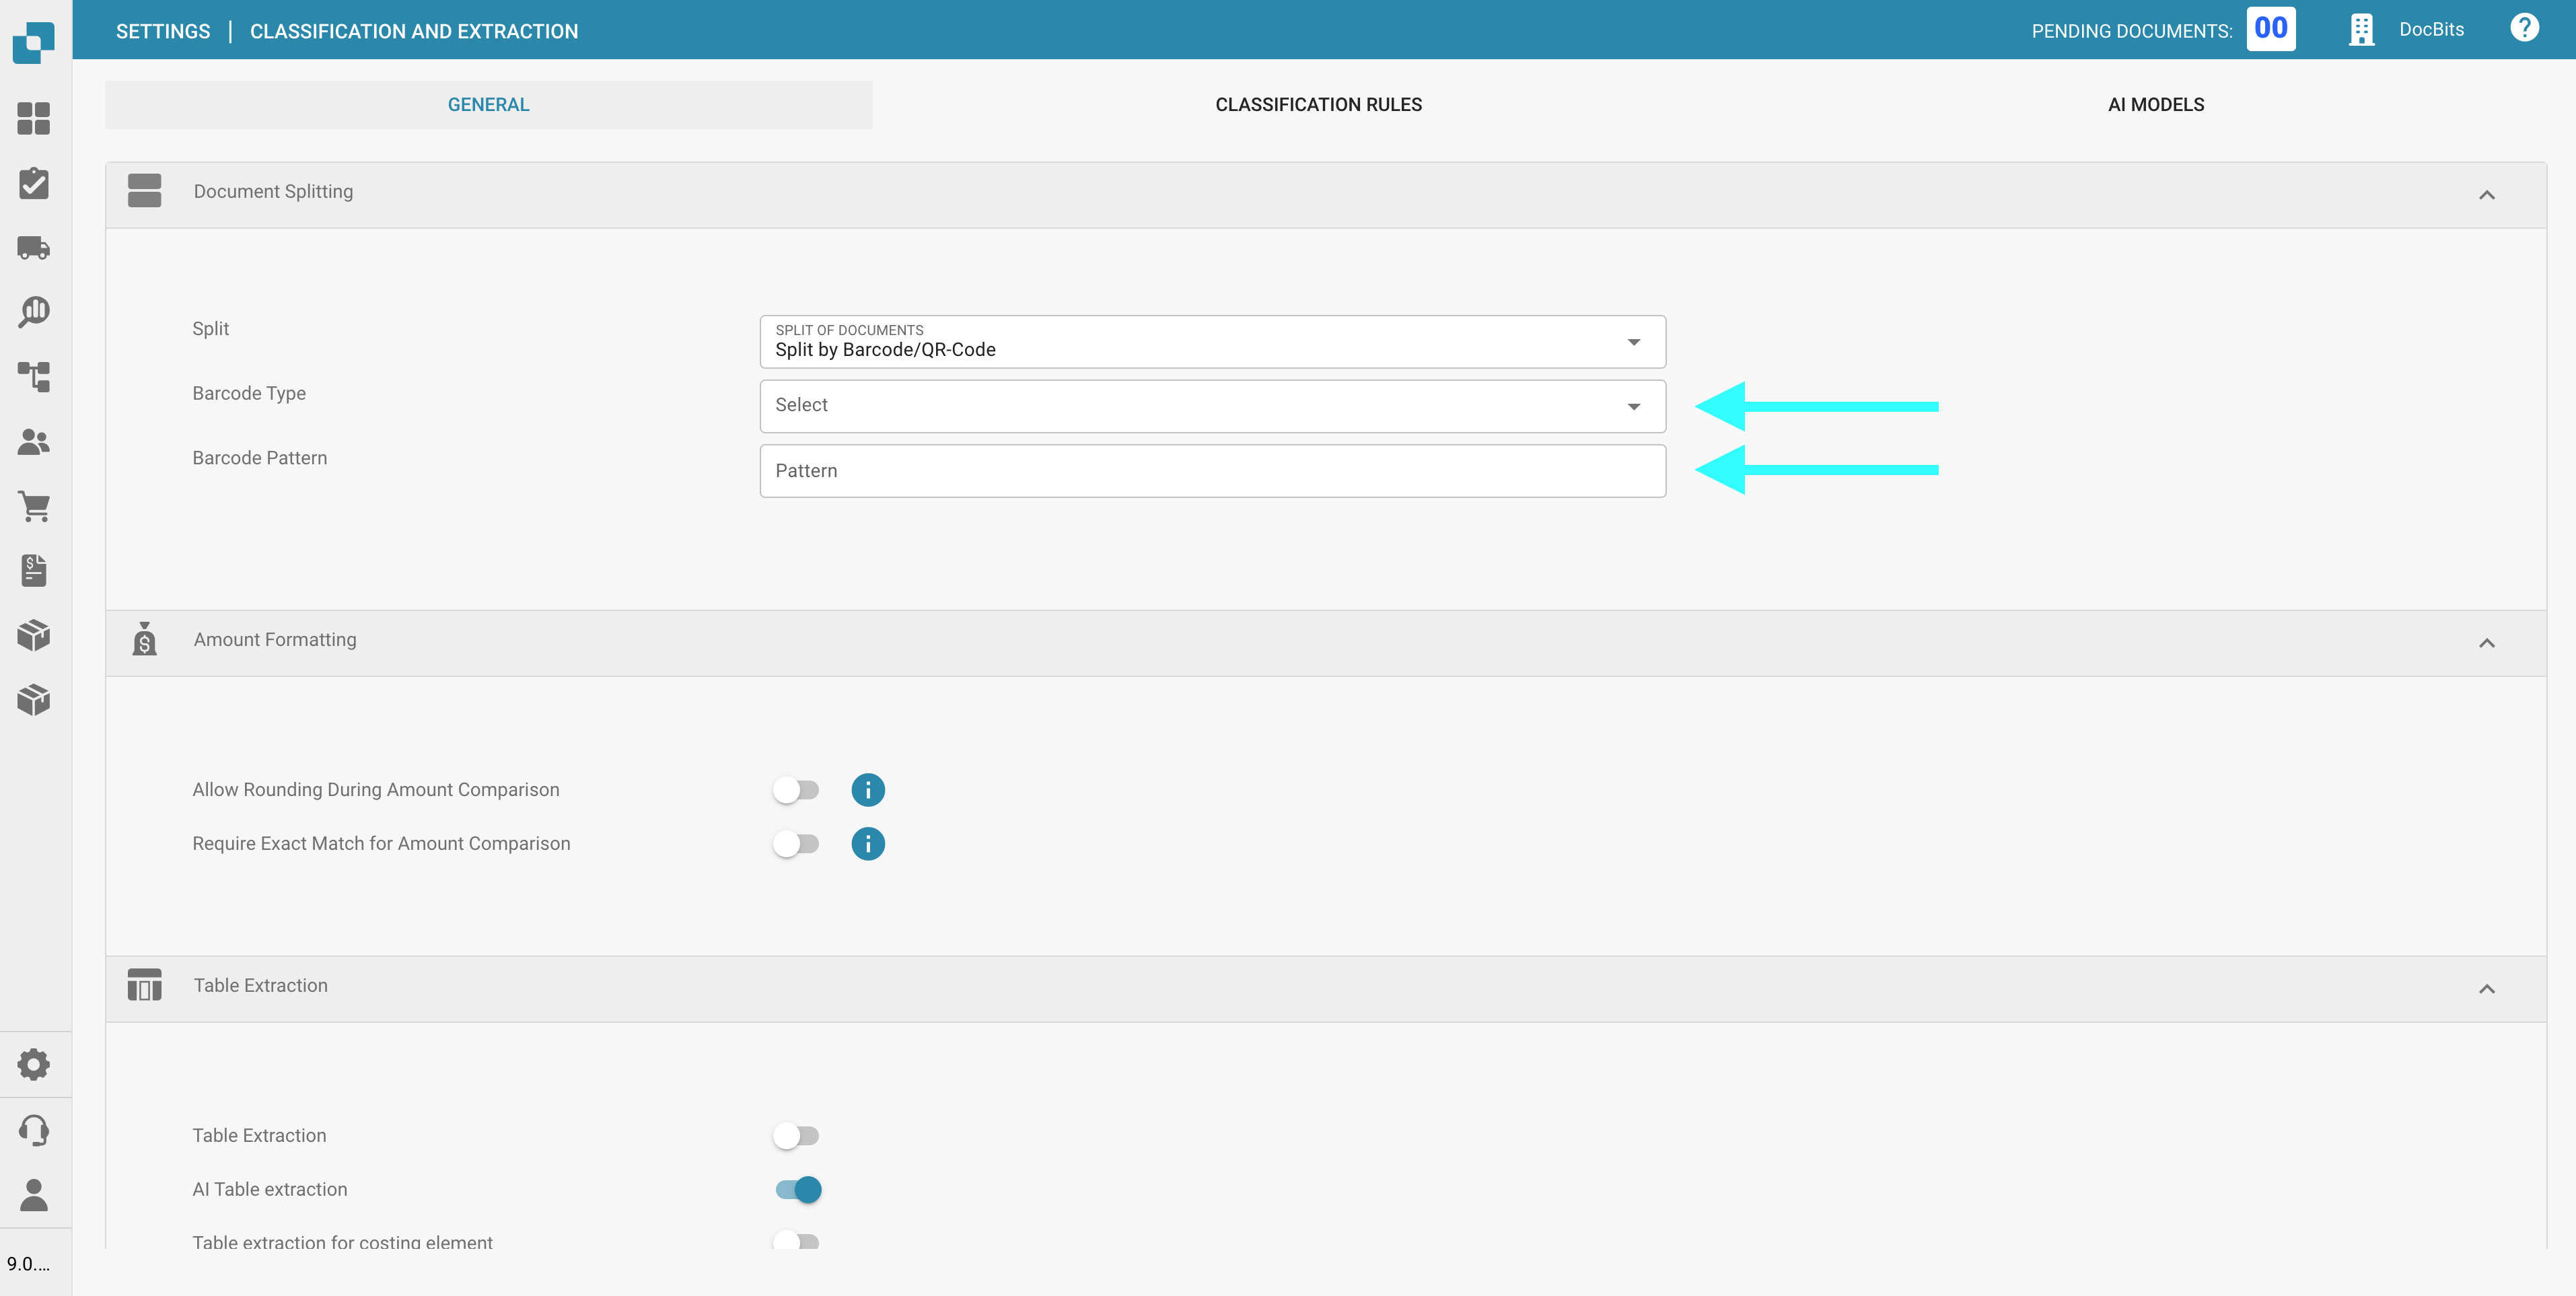 SETTINGS | CLASSIFICATION AND EXTRACTION
PENDING DOCUMENTS: 00
DocBits
GENERAL
CLASSIFICATION RULES
AI MODELS
Document Splitting
Split
SPLIT OF DOCUMENTS
Split by Barcode/QR-Code
Barcode Type
Select
Barcode Pattern
Pattern
Amount Formatting
Allow Rounding During Amount Comparison
Require Exact Match for Amount Comparison
Table Extraction
Table Extraction
AI Table extraction
Table extraction for costing element
9.0....